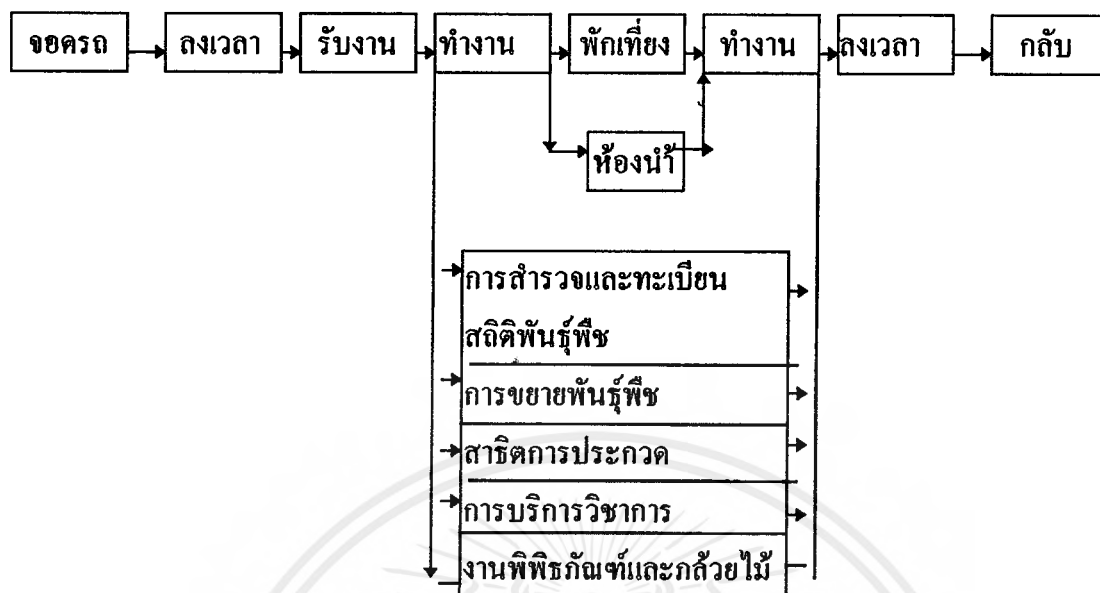 จอดรถ
ลงเวลา
รับงาน
ทำงาน
พักเที่ยง
ทำงาน
ลงเวลา
กลับ
ห้องน้ำ
การสำรวจและทะเบียน
สถิติพันธุ์พืช
การขยายพันธุ์พืช
สาธิตการประกวด
การบริการวิชาการ
งานพิพิธภัณฑ์และกล้วยไม้